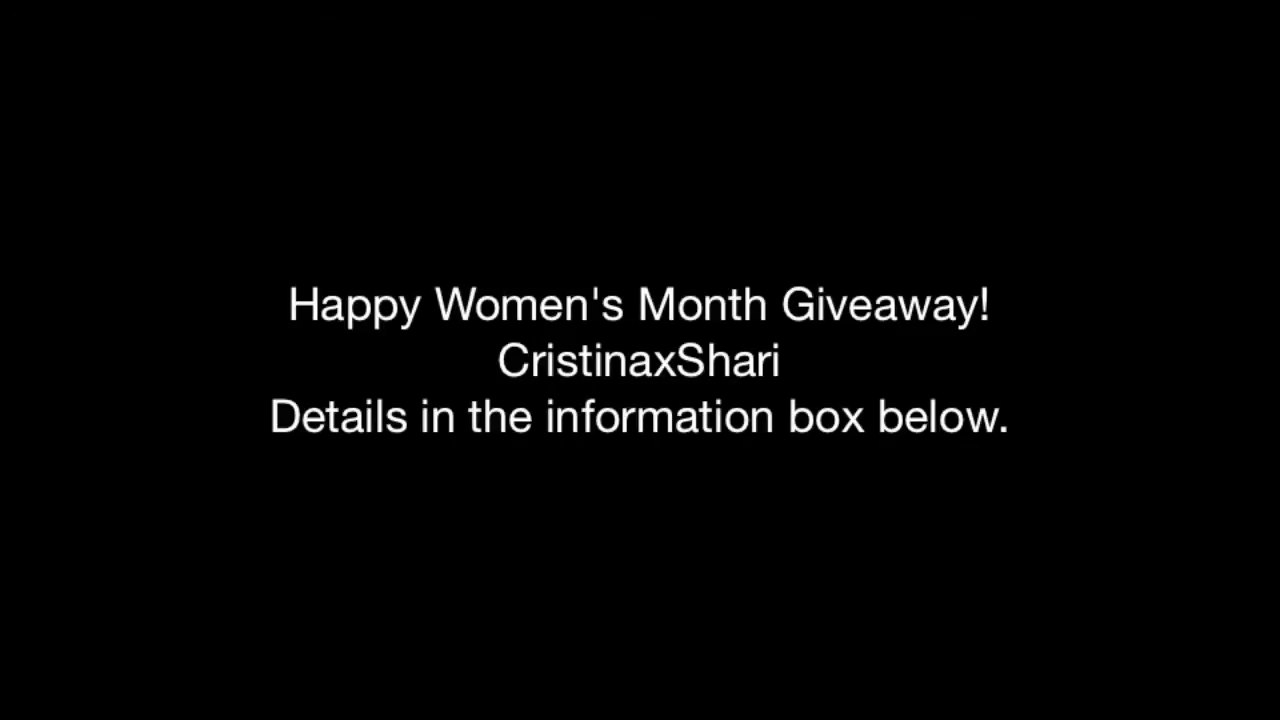 Happy Women's Month Giveaway!
CristinaxShari
Details in the information box below.